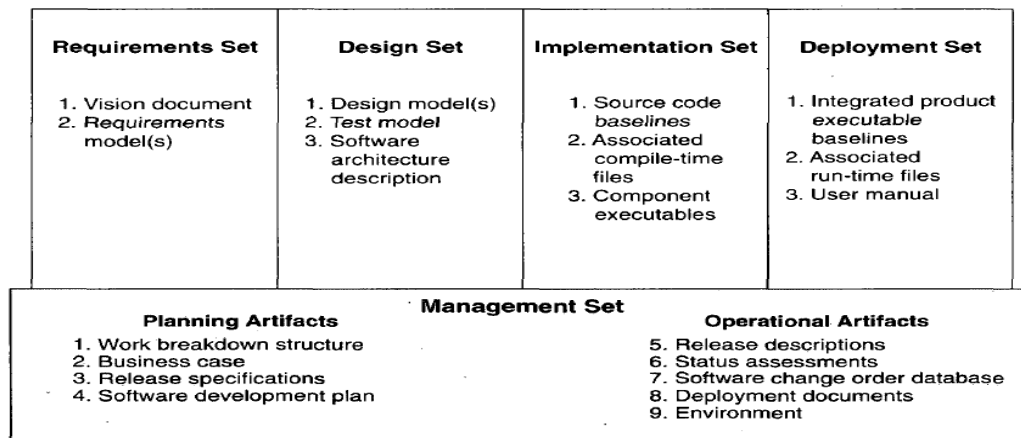 Requirements Set
1. Vision document
2. Requirements
model(s)
Design Set
1. Design model(s)
2. Test model
3. Software
architecture
description
Implementation Set
1. Source code
baselines
2. Associated
compile-time
files
3. Component
executables
Deployment Set
1. Integrated product
executable
baselines
2. Associated
run-time files
3. User manual
Management Set
Planning Artifacts
1. Work breakdown structure
2. Business case
3. Release specifications
4. Software development plan
Operational Artifacts
5. Release descriptions
6. Status assessments
7. Software change order database
8. Deployment documents
9. Environment